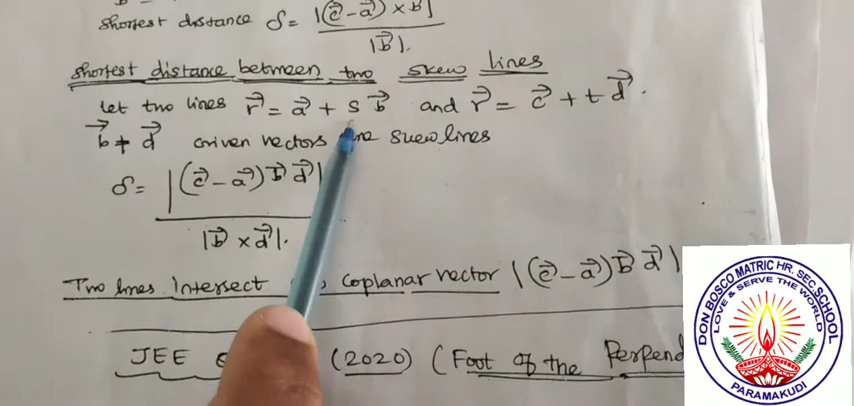 shortest distance δ = |(c⃗ - a⃗) × b⃗|
|b⃗|.
shortest distance between two skew lines
let two lines r⃗ = a⃗ + s b⃗ and r⃗ = c⃗ + t d⃗.
b⃗ ≠ d⃗ Given vectors are skew lines
δ = |(c⃗ - a⃗) b⃗ d⃗|
|b⃗ × d⃗|.
Two lines Intersect coplanar vector |(c⃗ - a⃗) b⃗ d⃗|
JEE (2020) (Foot of the
DON BOSCO MATRIC HR. SEC. SCHOOL
LOVE & SERVE THE WORLD
PARAMAKUDI